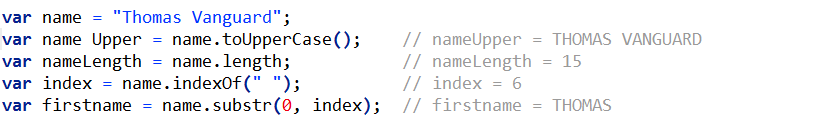 var name = "Thomas Vanguard";
var name Upper = name.toUpperCase();    // nameUpper = THOMAS VANGUARD
var nameLength = name.length;           // nameLength = 15
var index = name.indexOf(" ");          // index = 6
var firstname = name.substr(0, index);  // firstname = THOMAS